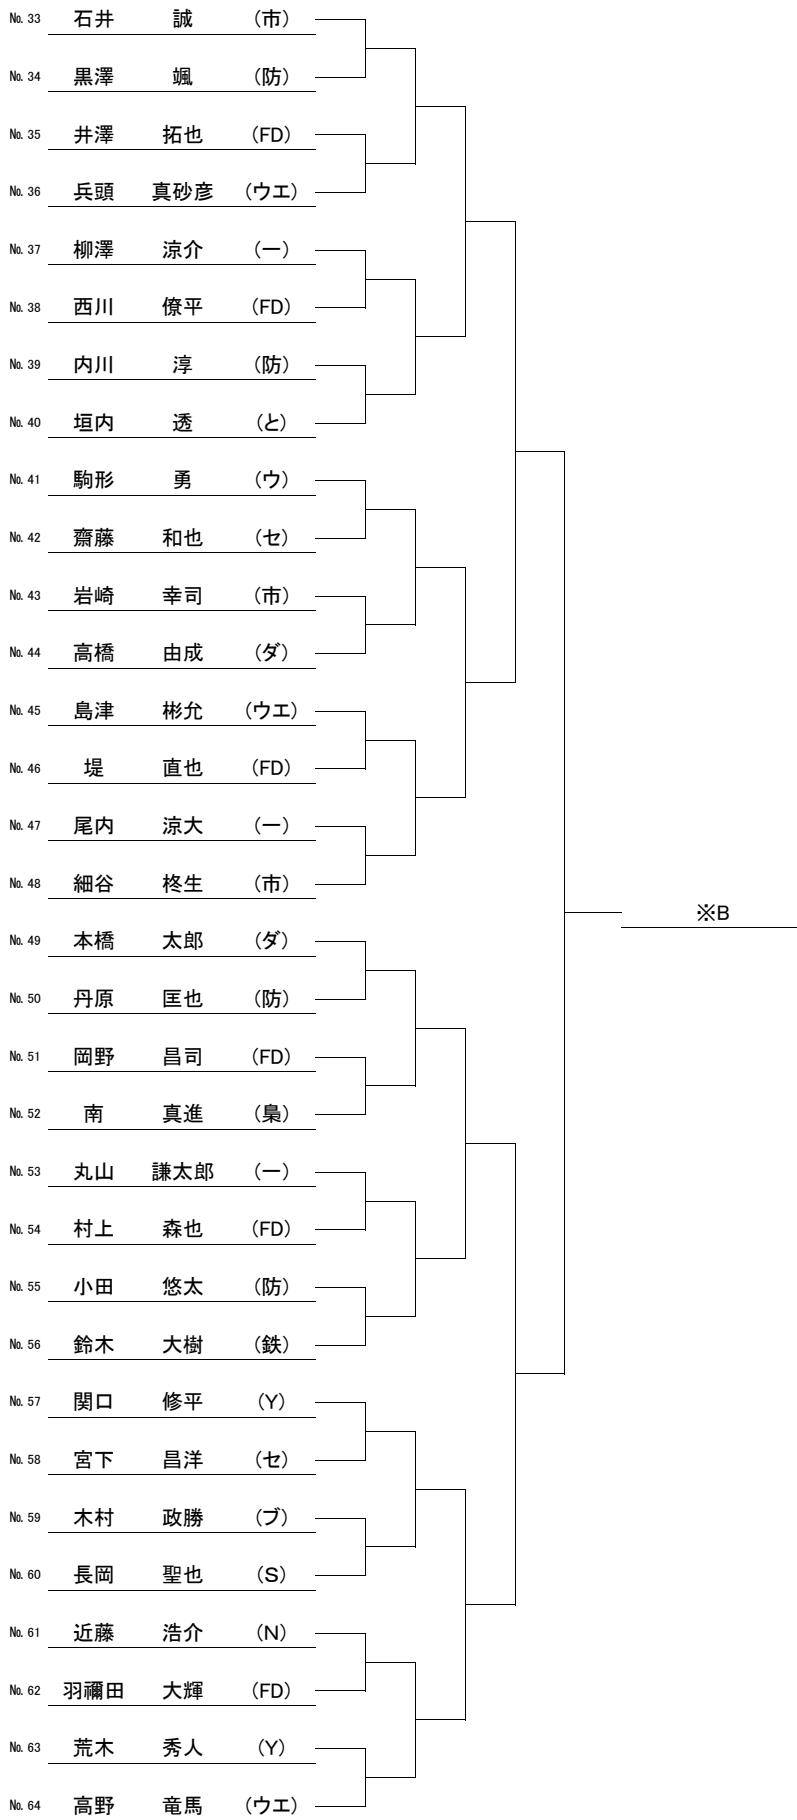 № 33 石井 誠 (市)
№ 34 黒澤 颯 (防)
№ 35 井澤 拓也 (FD)
№ 36 兵頭 真砂彦 (ウエ)
№ 37 柳澤 涼介 (一)
№ 38 西川 僚平 (FD)
№ 39 内川 淳 (防)
№ 40 垣内 透 (と)
№ 41 駒形 勇 (ウ)
№ 42 齋藤 和也 (セ)
№ 43 岩崎 幸司 (市)
№ 44 高橋 由成 (ダ)
№ 45 島津 彬允 (ウエ)
№ 46 堤 直也 (FD)
№ 47 尾内 涼大 (一)
№ 48 細谷 柊生 (市)
※B
№ 49 本橋 太郎 (ダ)
№ 50 丹原 匡也 (防)
№ 51 岡野 昌司 (FD)
№ 52 南 真進 (梟)
№ 53 丸山 謙太郎 (一)
№ 54 村上 森也 (FD)
№ 55 小田 悠太 (防)
№ 56 鈴木 大樹 (鉄)
№ 57 関口 修平 (Y)
№ 58 宮下 昌洋 (セ)
№ 59 木村 政勝 (ブ)
№ 60 長岡 聖也 (S)
№ 61 近藤 浩介 (N)
№ 62 羽禰田 大輝 (FD)
№ 63 荒木 秀人 (Y)
№ 64 高野 竜馬 (ウエ)